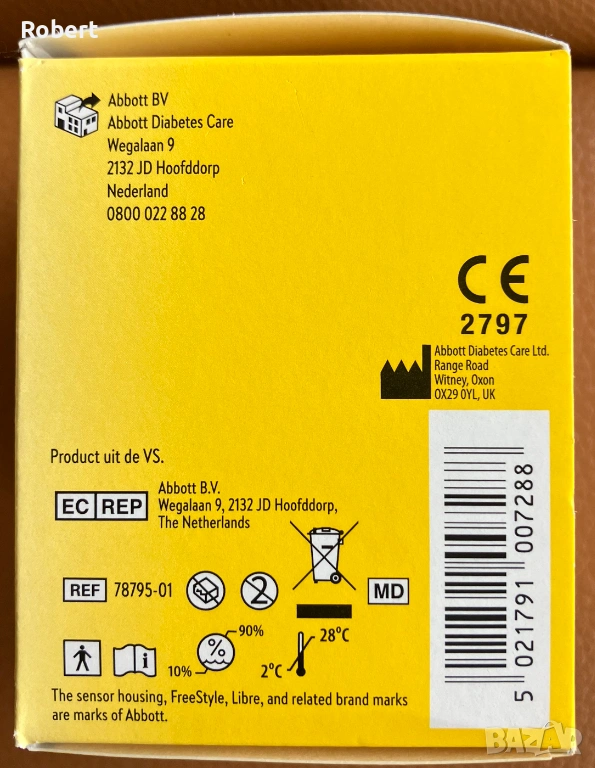 Robert
Abbott BV
Abbott Diabetes Care
Wegalaan 9
2132 JD Hoofddorp
Nederland
0800 022 88 28
CE
2797
Abbott Diabetes Care Ltd.
Range Road
Witney, Oxon
OX29 0YL, UK
Product uit de VS.
EC REP
Abbott B.V.
Wegalaan 9, 2132 JD Hoofddorp,
The Netherlands
REF 78795-01
2
MD
10% % 90%
2°C 28°C
i
5 021791 007288
The sensor housing, FreeStyle, Libre, and related brand marks
are marks of Abbott.
BAZAR